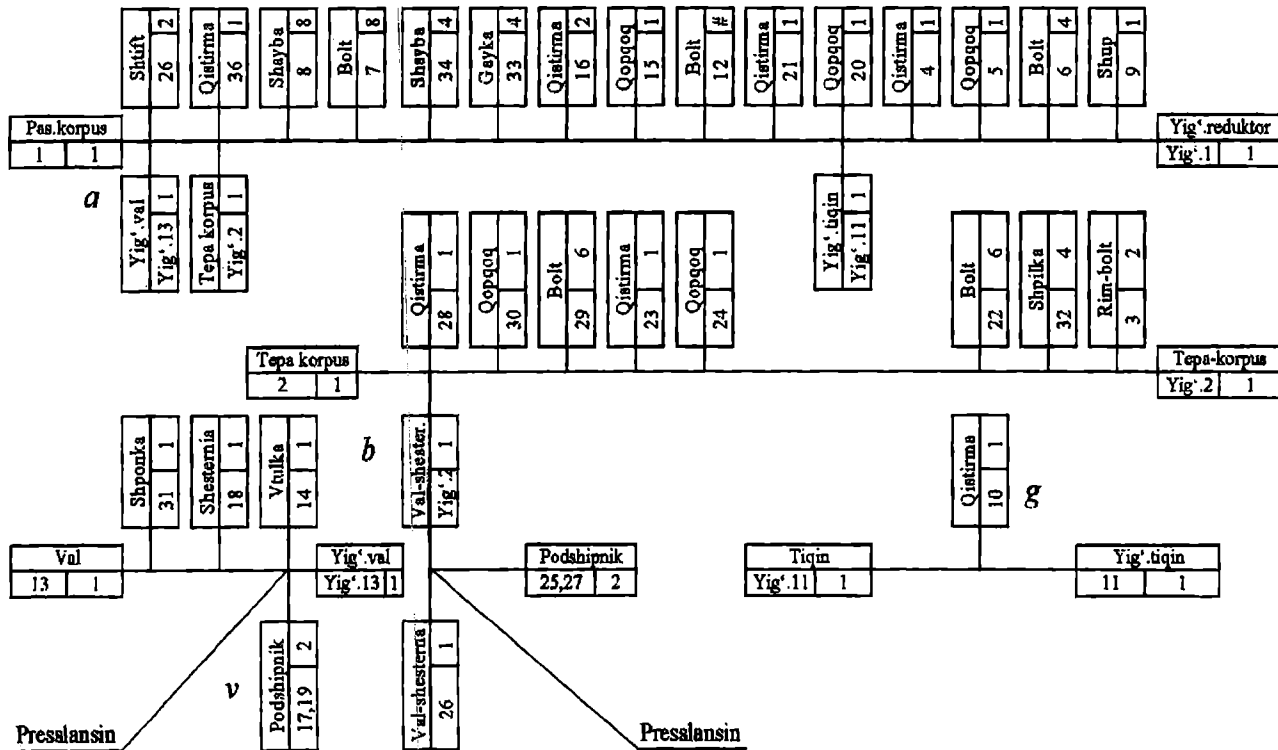 Shtift 2
26
Qistirma 1
36
Shayba 8
8
Bolt 8
7
Shayba 4
34
Gayka 4
33
Qistirma 2
16
Qopqoq 1
15
Bolt #
12
Qistirma 1
21
Qopqoq 1
20
Qistirma 1
4
Qopqoq 1
5
Bolt 4
6
Shup 1
9
Pas.korpus
1 1
Yig‘.reduktor
Yig‘.1 1
a
Yig‘.val 1
Yig‘.13
Tepa korpus 1
Yig‘.2
Yig‘.tiqin 1
Yig‘.11
Qistirma 1
28
Qopqoq 1
30
Bolt 6
29
Qistirma 1
23
Qopqoq 1
24
Bolt 6
22
Shpilka 4
32
Rim-bolt 2
3
Tepa korpus
2 1
Tepa-korpus
Yig‘.2 1
Shponka 1
31
Shesternia 1
18
Vtulka 1
14
b
Val-shester. 1
Yig‘.2
Qistirma 1
10
g
Val
13 1
Yig‘.val
Yig‘.13 1
Podshipnik
25,27 2
Tiqin
Yig‘.11 1
Yig‘.tiqin
11 1
v
Podshipnik 2
17,19
Val-shesterna 1
26
Pressalansin
Pressalansin